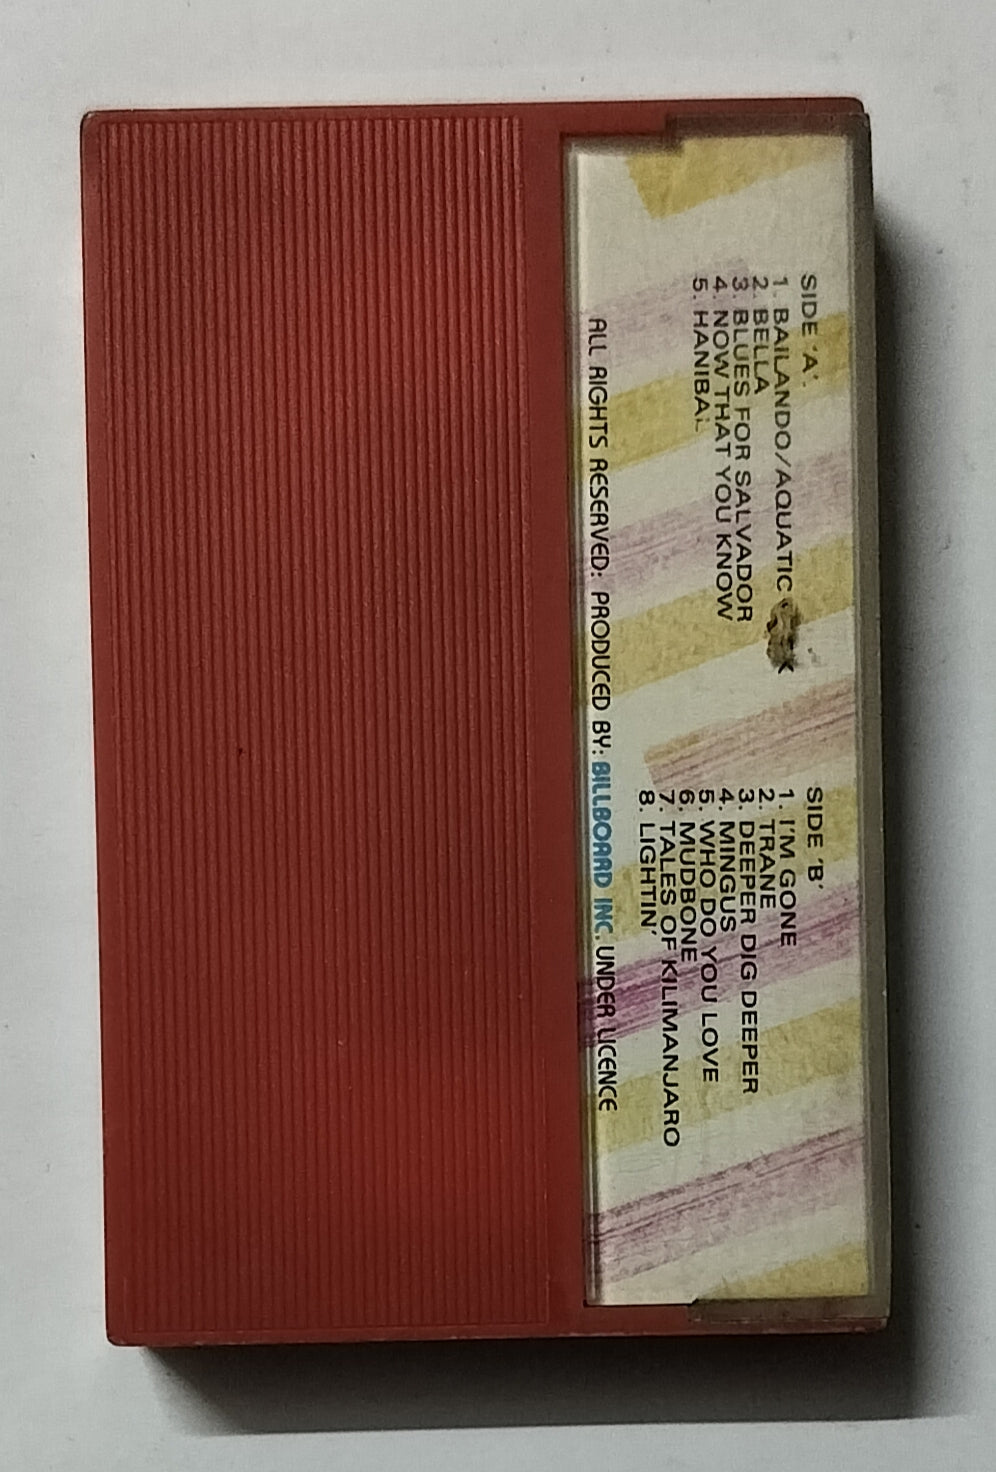 SIDE 'A'.
1. BAILANDO/AQUATIC
2. BELLA
3. BLUES FOR SALVADOR
4. NOW THAT YOU KNOW
5. HANIBAL
SIDE 'B'
1. I'M GONE
2. TRANE
3. DEEPER DIG DEEPER
4. MINGUS
5. WHO DO YOU LOVE
6. MUDBONE
7. TALES OF KILIMANJARO
8. LIGHTIN'
ALL RIGHTS RESERVED: PRODUCED BY: BILLBOARD INC. UNDER LICENCE